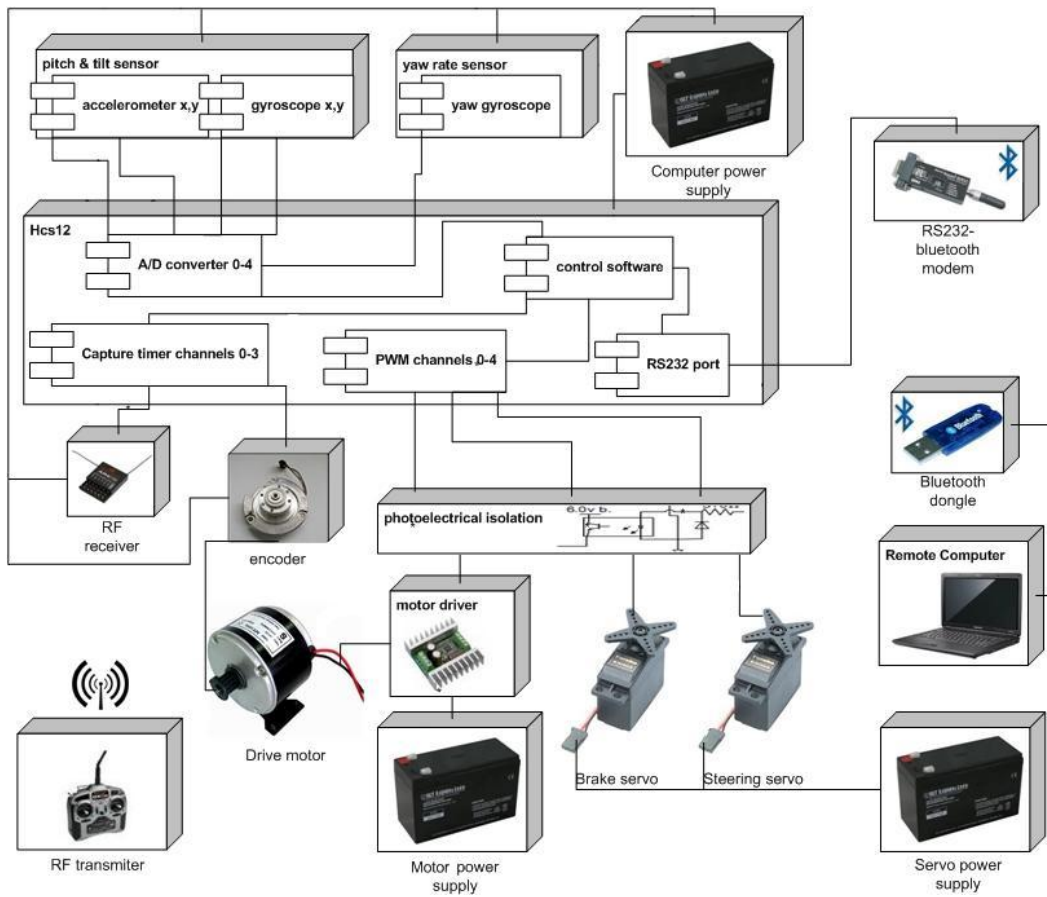 pitch & tilt sensor
accelerometer x,y
gyroscope x,y
yaw rate sensor
yaw gyroscope
Computer power
supply
RS232-
bluetooth
modem
Hcs12
A/D converter 0-4
control software
Capture timer channels 0-3
PWM channels ,0-4
RS232 port
RF
receiver
encoder
photoelectrical isolation
6.0v b.
Bluetooth
Bluetooth
dongle
motor driver
Remote Computer
Drive motor
Brake servo
Steering servo
RF transmiter
Motor power
supply
Servo power
supply